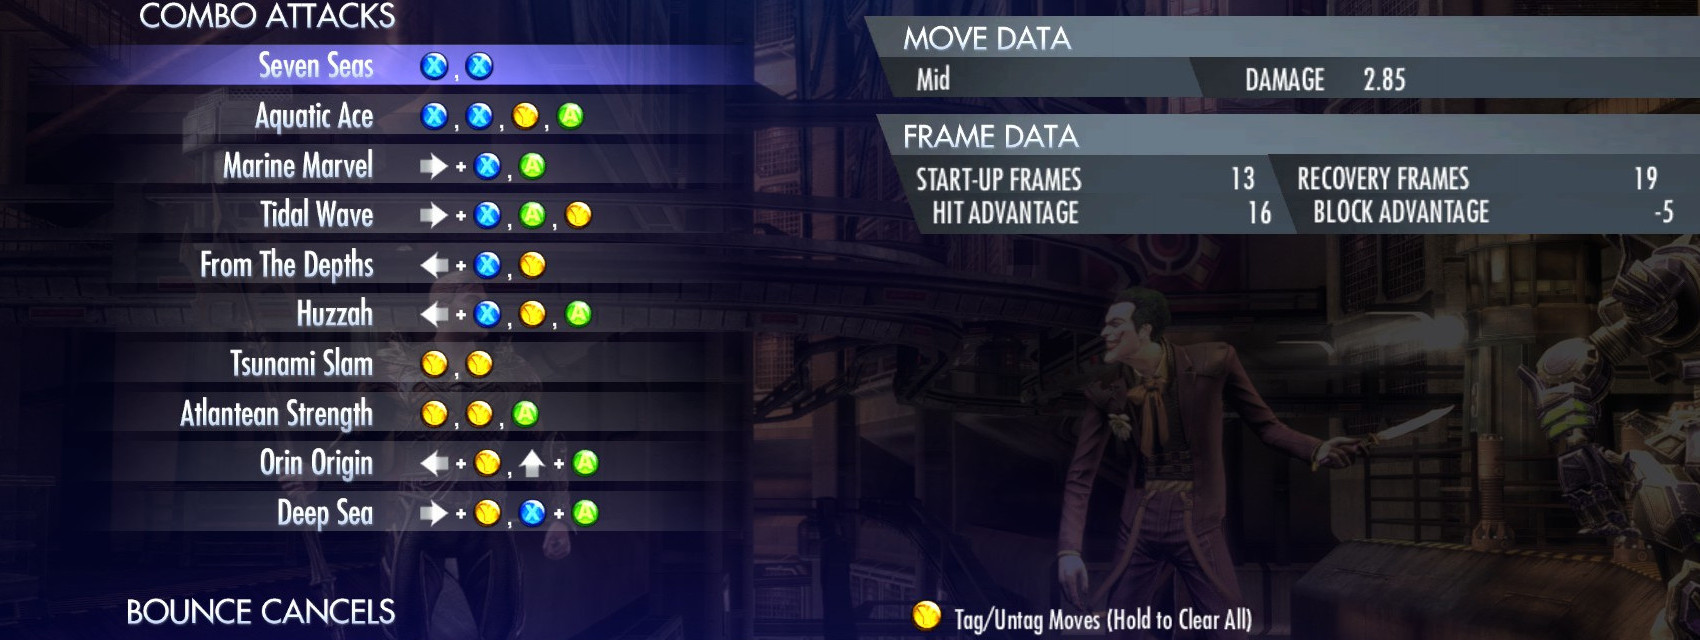 COMBO ATTACKS
Seven Seas X , X
Aquatic Ace X , X , Y , A
Marine Marvel + X , A
Tidal Wave + X , A , Y
From The Depths + X , Y
Huzzah + X , Y , A
Tsunami Slam Y , Y
Atlantean Strength Y , Y , A
Orin Origin + Y , + A
Deep Sea + Y , X + A
BOUNCE CANCELS
MOVE DATA
Mid DAMAGE 2.85
FRAME DATA
START-UP FRAMES 13 RECOVERY FRAMES 19
HIT ADVANTAGE 16 BLOCK ADVANTAGE -5
Y Tag/Untag Moves (Hold to Clear All)